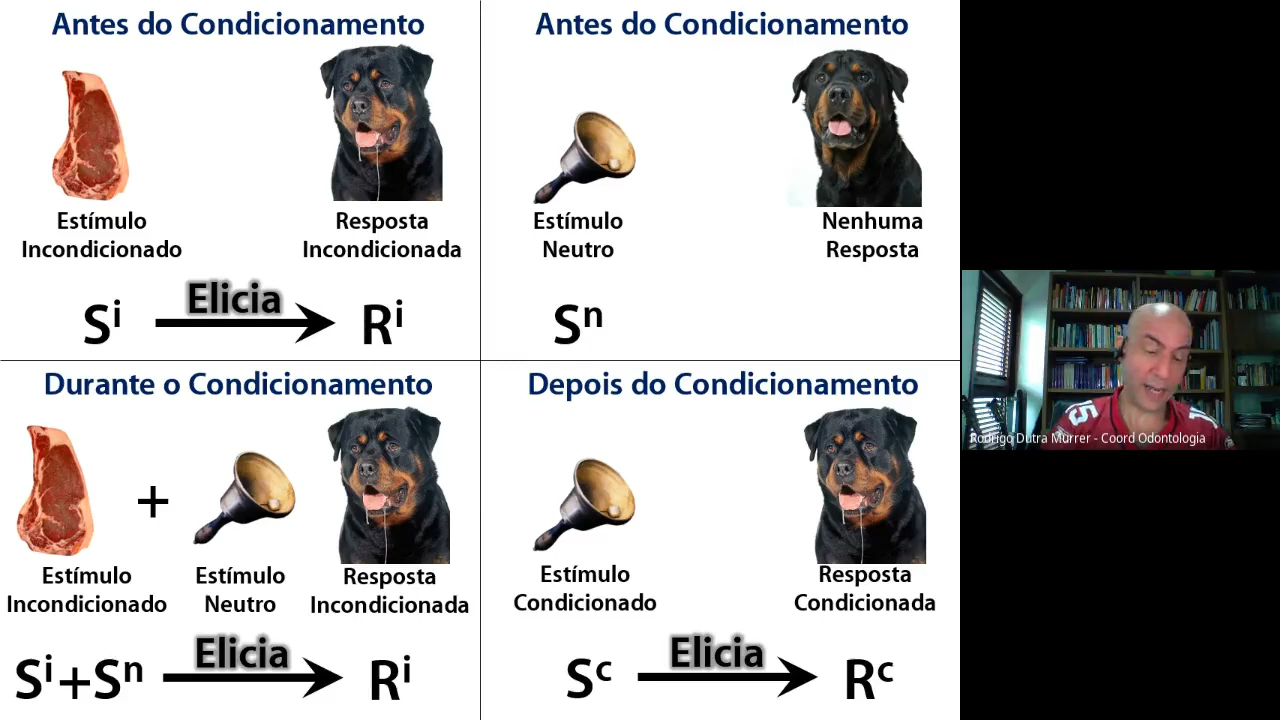 Antes do Condicionamento
Estímulo
Incondicionado
Resposta
Incondicionada
Elicia
Sⁱ
Rⁱ
Antes do Condicionamento
Estímulo
Neutro
Nenhuma
Resposta
Sⁿ
Durante o Condicionamento
+
Estímulo
Incondicionado
Estímulo
Neutro
Resposta
Incondicionada
Elicia
Sⁱ+Sⁿ
Rⁱ
Depois do Condicionamento
Estímulo
Condicionado
Resposta
Condicionada
Elicia
Sᶜ
Rᶜ
15
Rodrigo Dutra Murrer - Coord Odontologia